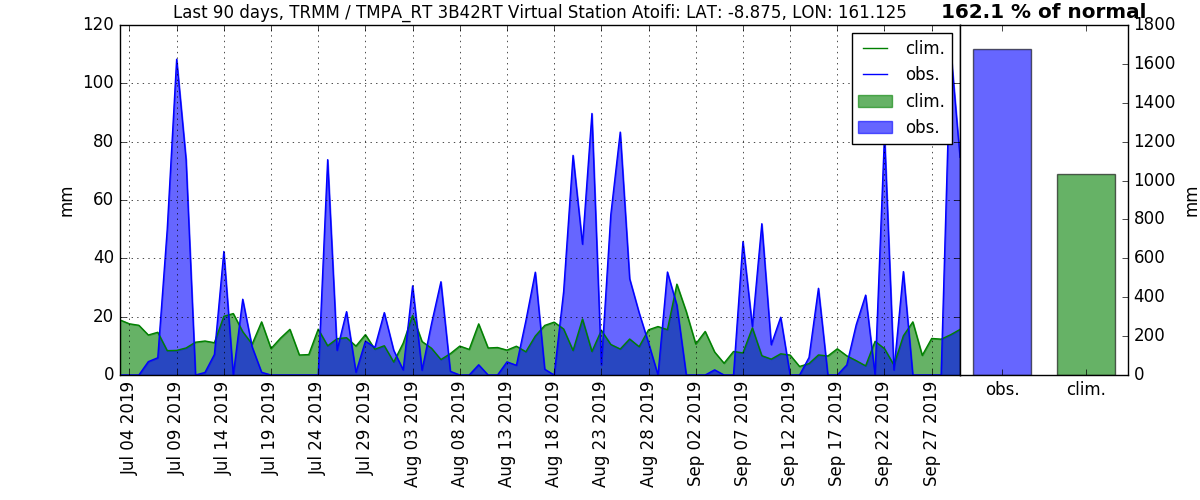 Last 90 days, TRMM / TMPA_RT 3B42RT Virtual Station Atoifi: LAT: -8.875, LON: 161.125
162.1 % of normal
120
100
80
60
40
20
0
mm
clim.
obs.
clim.
obs.
1800
1600
1400
1200
1000
800
600
400
200
0
mm
Jul 04 2019
Jul 09 2019
Jul 14 2019
Jul 19 2019
Jul 24 2019
Jul 29 2019
Aug 03 2019
Aug 08 2019
Aug 13 2019
Aug 18 2019
Aug 23 2019
Aug 28 2019
Sep 02 2019
Sep 07 2019
Sep 12 2019
Sep 17 2019
Sep 22 2019
Sep 27 2019
obs.
clim.